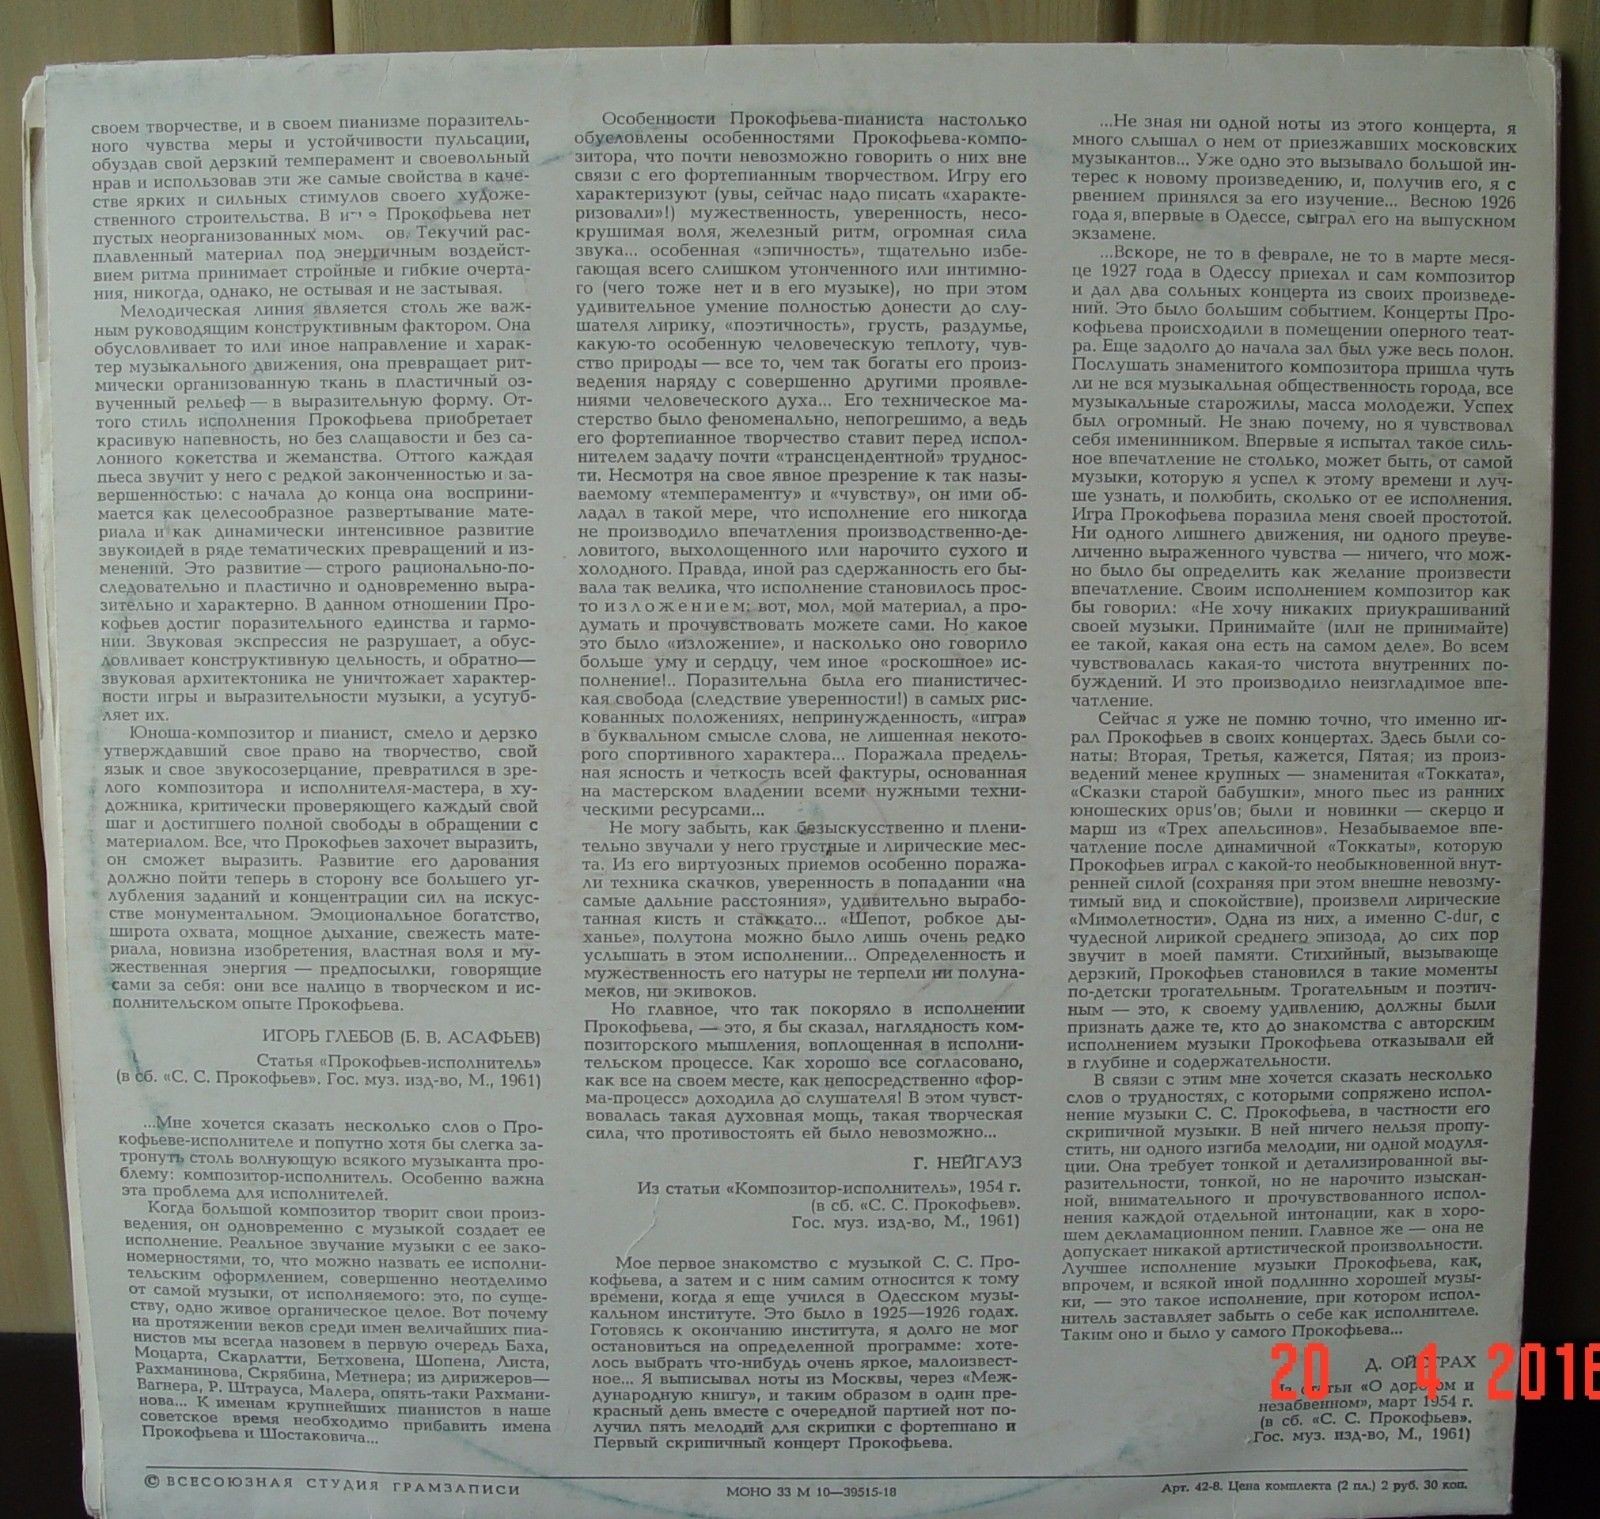 своем творчестве, и в своем пианизме поразитель-
ного чувства меры и устойчивости пульсации,
обуздав свой дерзкий темперамент и своевольный
нрав и использовав эти же самые свойства в каче-
стве ярких и сильных стимулов своего художе-
ственного строительства. В Прокофьева нет
пустых неорганизованных Текучий рас-
плавленный материал под энергичным воздейст-
вием ритма принимает стройные и гибкие очерта-
ния, никогда, однако, не остывая и не застывая.
Мелодическая линия является столь же важ-
ным руководящим конструктивным фактором. Она
обусловливает то или иное направление и харак-
тер музыкального движения, она превращает рит-
мически организованную ткань в пластичный оз-
вученный рельеф — в выразительную форму. От-
того стиль исполнения Прокофьева приобретает
красивую напевность, но без слащавости и без са-
лонного кокетства и жеманства. Оттого каждая
пьеса звучит у него с редкой законченностью и за-
вершенностью: с начала до конца она восприни-
мается как целесообразное развертывание мате-
риала и как динамически интенсивное развитие
звукоидей в ряде тематических превращений и из-
менений. Это развитие — строго рационально-по-
следовательно и пластично и одновременно выра-
зительно и характерно. В данном отношении Про-
кофьев достиг поразительного единства и гармо-
нии. Звуковая экспрессия не разрушает, а обус-
ловливает конструктивную цельность, и обратно—
звуковая архитектоника не уничтожает характер-
ности игры и выразительности музыки, а усугуб-
ляет их.
Юноша-композитор и пианист, смело и дерзко
утверждавший свое право на творчество, свой
язык и свое звукосозерцание, превратился в зре-
лого композитора и исполнителя-мастера, в ху-
дожника, критически проверяющего каждый свой
шаг и достигшего полной свободы в обращении с
материалом. Все, что Прокофьев захочет выразить,
он сможет выразить. Развитие его дарования
должно пойти теперь в сторону все большего уг-
лубления заданий и концентрации сил на искус-
стве монументальном. Эмоциональное богатство,
широта охвата, мощное дыхание, свежесть мате-
риала, новизна изобретения, властная воля и му-
жественная энергия — предпосылки, говорящие
сами за себя: они все налицо в творческом и ис-
полнительском опыте Прокофьева.
ИГОРЬ ГЛЕБОВ (Б. В. АСАФЬЕВ)
Статья «Прокофьев-исполнитель»
(в сб. «С. С. Прокофьев». Гос. муз. изд-во, М., 1961)
...Мне хочется сказать несколько слов о Про-
кофьеве-исполнителе и попутно хотя бы слегка за-
тронуть столь волнующую всякого музыканта про-
блему: композитор-исполнитель. Особенно важна
эта проблема для исполнителей.
Когда большой композитор творит свои произ-
ведения, он одновременно с музыкой создает ее
исполнение. Реальное звучание музыки с ее зако-
номерностями, то, что можно назвать ее исполни-
тельским оформлением, совершенно неотделимо
от самой музыки, от исполняемого: это, по суще-
ству, одно живое органическое целое. Вот почему
на протяжении веков среди имен величайших пиа-
нистов мы всегда назовем в первую очередь Баха,
Моцарта, Скарлатти, Бетховена, Шопена, Листа,
Рахманинова, Скрябина, Метнера; из дирижеров—
Вагнера, Р. Штрауса, Малера, опять-таки Рахмани-
нова... К именам крупнейших пианистов в наше
советское время необходимо прибавить имена
Прокофьева и Шостаковича...
Особенности Прокофьева-пианиста настолько
обусловлены особенностями Прокофьева-компо-
зитора, что почти невозможно говорить о них вне
связи с его фортепианным творчеством. Игру его
характеризуют (увы, сейчас надо писать «характе-
ризовали»!) мужественность, уверенность, несо-
крушимая воля, железный ритм, огромная сила
звука... особенная «эпичность», тщательно избе-
гающая всего слишком утонченного или интимно-
го (чего тоже нет и в его музыке), но при этом
удивительное умение полностью донести до слу-
шателя лирику, «поэтичность», грусть, раздумье,
какую-то особенную человеческую теплоту, чув-
ство природы — все то, чем так богаты его произ-
ведения наряду с совершенно другими проявле-
ниями человеческого духа... Его техническое ма-
стерство было феноменально, непогрешимо, а ведь
его фортепианное творчество ставит перед испол-
нителем задачу почти «трансцендентной» труднос-
ти. Несмотря на свое явное презрение к так назы-
ваемому «темпераменту» и «чувству», он ими об-
ладал в такой мере, что исполнение его никогда
не производило впечатления производственно-де-
ловитого, выхолощенного или нарочито сухого и
холодного. Правда, иной раз сдержанность его бы-
вала так велика, что исполнение становилось прос-
то изложением: вот, мол, мой материал, а про-
думать и прочувствовать можете сами. Но какое
это было «изложение», и насколько оно говорило
больше уму и сердцу, чем иное «роскошное» ис-
полнение!.. Поразительна была его пианистичес-
кая свобода (следствие уверенности!) в самых рис-
кованных положениях, непринужденность, «игра»
в буквальном смысле слова, не лишенная некото-
рого спортивного характера... Поражала предель-
ная ясность и четкость всей фактуры, основанная
на мастерском владении всеми нужными техни-
ческими ресурсами...
Не могу забыть, как безыскусственно и плени-
тельно звучали у него грустные и лирические мес-
та. Из его виртуозных приемов особенно поража-
ли техника скачков, уверенность в попадании «на
самые дальние расстояния», удивительно вырабо-
танная кисть и стаккато... «Шепот, робкое ды-
ханье», полутона можно было лишь очень редко
услышать в этом исполнении... Определенность и
мужественность его натуры не терпели ни полуна-
меков, ни экивоков.
Но главное, что так покоряло в исполнении
Прокофьева, — это, я бы сказал, наглядность ком-
позиторского мышления, воплощенная в исполни-
тельском процессе. Как хорошо все согласовано,
как все на своем месте, как непосредственно «фор-
ма-процесс» доходила до слушателя! В этом чувст-
вовалась такая духовная мощь, такая творческая
сила, что противостоять ей было невозможно...
Г. НЕЙГАУЗ
Из статьи «Композитор-исполнитель», 1954 г.
(в сб. «С. С. Прокофьев».
Гос. муз. изд-во, М., 1961)
Мое первое знакомство с музыкой С. С. Про-
кофьева, а затем и с ним самим относится к тому
времени, когда я еще учился в Одесском музы-
кальном институте. Это было в 1925—1926 годах.
Готовясь к окончанию института, я долго не мог
остановиться на определенной программе: хоте-
лось выбрать что-нибудь очень яркое, малоизвест-
ное... Я выписывал ноты из Москвы, через «Меж-
дународную книгу», и таким образом в один пре-
красный день вместе с очередной партией нот по-
лучил пять мелодий для скрипки с фортепиано и
Первый скрипичный концерт Прокофьева.
...Не зная ни одной ноты из этого концерта, я
много слышал о нем от приезжавших московских
музыкантов... Уже одно это вызывало большой ин-
терес к новому произведению, и, получив его, я с
рвением принялся за его изучение... Весною 1926
года я, впервые в Одессе, сыграл его на выпускном
экзамене.
...Вскоре, не то в феврале, не то в марте меся-
це 1927 года в Одессу приехал и сам композитор
и дал два сольных концерта из своих произведе-
ний. Это было большим событием. Концерты Про-
кофьева происходили в помещении оперного теат-
ра. Еще задолго до начала зал был уже весь полон.
Послушать знаменитого композитора пришла чуть
ли не вся музыкальная общественность города, все
музыкальные старожилы, масса молодежи. Успех
был огромный. Не знаю почему, но я чувствовал
себя именинником. Впервые я испытал такое силь-
ное впечатление не столько, может быть, от самой
музыки, которую я успел к этому времени и луч-
ше узнать, и полюбить, сколько от ее исполнения.
Игра Прокофьева поразила меня своей простотой.
Ни одного лишнего движения, ни одного преуве-
личенно выраженного чувства — ничего, что мож-
но было бы определить как желание произвести
впечатление. Своим исполнением композитор как
бы говорил: «Не хочу никаких приукрашиваний
своей музыки. Принимайте (или не принимайте)
ее такой, какая она есть на самом деле». Во всем
чувствовалась какая-то чистота внутренних по-
буждений. И это производило неизгладимое впе-
чатление.
Сейчас я уже не помню точно, что именно иг-
рал Прокофьев в своих концертах. Здесь были со-
наты: Вторая, Третья, кажется, Пятая; из произ-
ведений менее крупных — знаменитая «Токката»,
«Сказки старой бабушки», много пьес из ранних
юношеских opus'ов; были и новинки — скерцо и
марш из «Трех апельсинов». Незабываемое впе-
чатление после динамичной «Токкаты», которую
Прокофьев играл с какой-то необыкновенной внут-
ренней силой (сохраняя при этом внешне невозму-
тимый вид и спокойствие), произвели лирические
«Мимолетности». Одна из них, а именно C-dur, с
чудесной лирикой среднего эпизода, до сих пор
звучит в моей памяти. Стихийный, вызывающе
дерзкий, Прокофьев становился в такие моменты
по-детски трогательным. Трогательным и поэтич-
ным — это, к своему удивлению, должны были
признать даже те, кто до знакомства с авторским
исполнением музыки Прокофьева отказывали ей
в глубине и содержательности.
В связи с этим мне хочется сказать несколько
слов о трудностях, с которыми сопряжено испол-
нение музыки С. С. Прокофьева, в частности его
скрипичной музыки. В ней ничего нельзя пропу-
стить, ни одного изгиба мелодии, ни одной модуля-
ции. Она требует тонкой и детализированной вы-
разительности, тонкой, но не нарочито изыскан-
ной, внимательного и прочувствованного испол-
нения каждой отдельной интонации, как в хоро-
шем декламационном пении. Главное же — она не
допускает никакой артистической произвольности.
Лучшее исполнение музыки Прокофьева, как,
впрочем, и всякой иной подлинно хорошей музы-
ки, — это такое исполнение, при котором испол-
нитель заставляет забыть о себе как исполнителе.
Таким оно и было у самого Прокофьева...
Д. ОЙСТРАХ
Из статьи «О дорогом и
незабвенном», март 1954 г.
(в сб. «С. С. Прокофьев».
Гос. муз. изд-во, М., 1961)
20 4 2016
© ВСЕСОЮЗНАЯ СТУДИЯ ГРАМЗАПИСИ
МОНО 33 М 10—39515-18
Арт. 42-8. Цена комплекта (2 пл.) 2 руб. 30 коп.